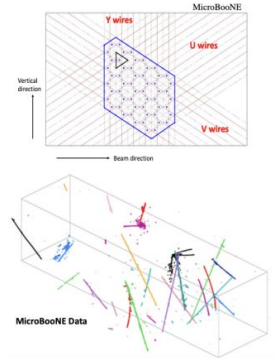 MicroBooNE
Y wires
U wires
Vertical
direction
V wires
Beam direction
MicroBooNE Data